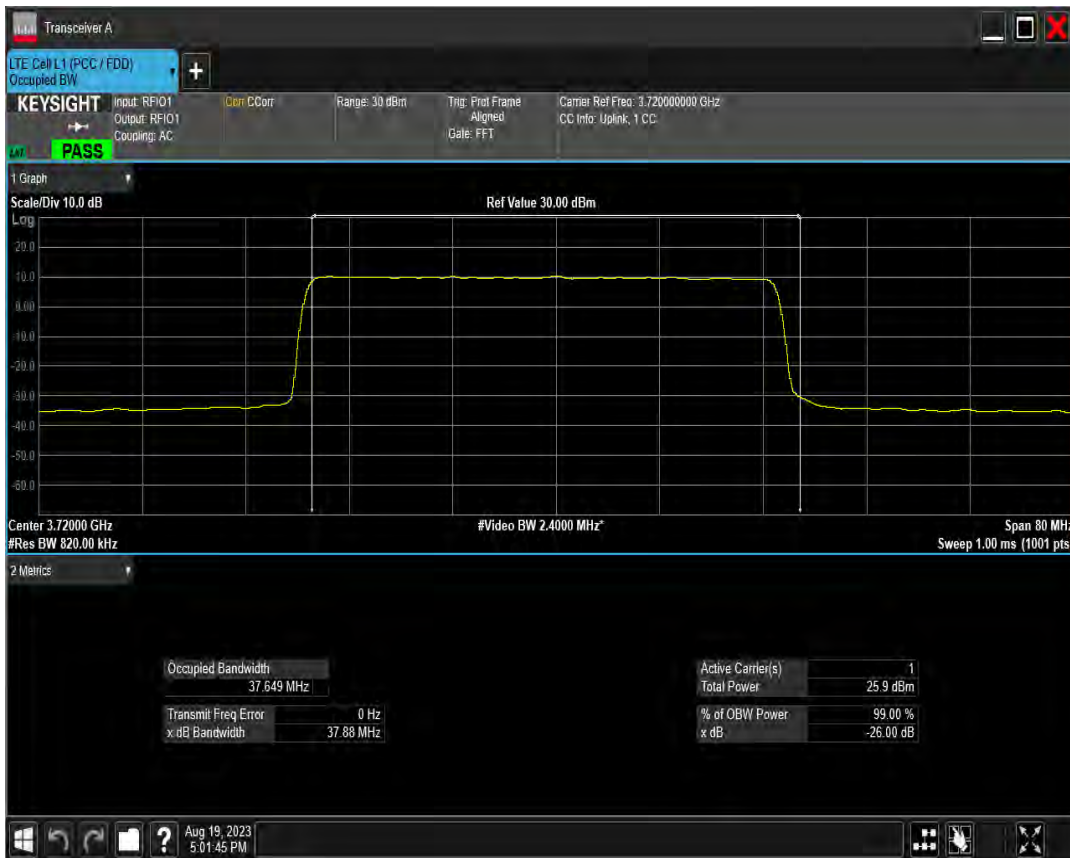 Transceiver A
LTE Cell L1 (PCC / FDD)
Occupied BW
+
KEYSIGHT
Input: RFIO1
Output: RFIO1
Coupling: AC
Corr CCorr
Range: 30 dBm
Trig: Prot Frame
Aligned
Gate: FFT
Carrier Ref Freq: 3.720000000 GHz
CC Info: Uplink, 1 CC
PASS
1 Graph
Scale/Div 10.0 dB
Ref Value 30.00 dBm
Log
20.0
10.0
0.00
-10.0
-20.0
-30.0
-40.0
-50.0
-60.0
Center 3.72000 GHz
#Video BW 2.4000 MHz*
Span 80 MHz
#Res BW 820.00 kHz
Sweep 1.00 ms (1001 pts
2 Metrics
Occupied Bandwidth
37.649 MHz
Transmit Freq Error 0 Hz
x dB Bandwidth 37.88 MHz
Active Carrier(s) 1
Total Power 25.9 dBm
% of OBW Power 99.00 %
x dB -26.00 dB
?
Aug 19, 2023
5:01:45 PM